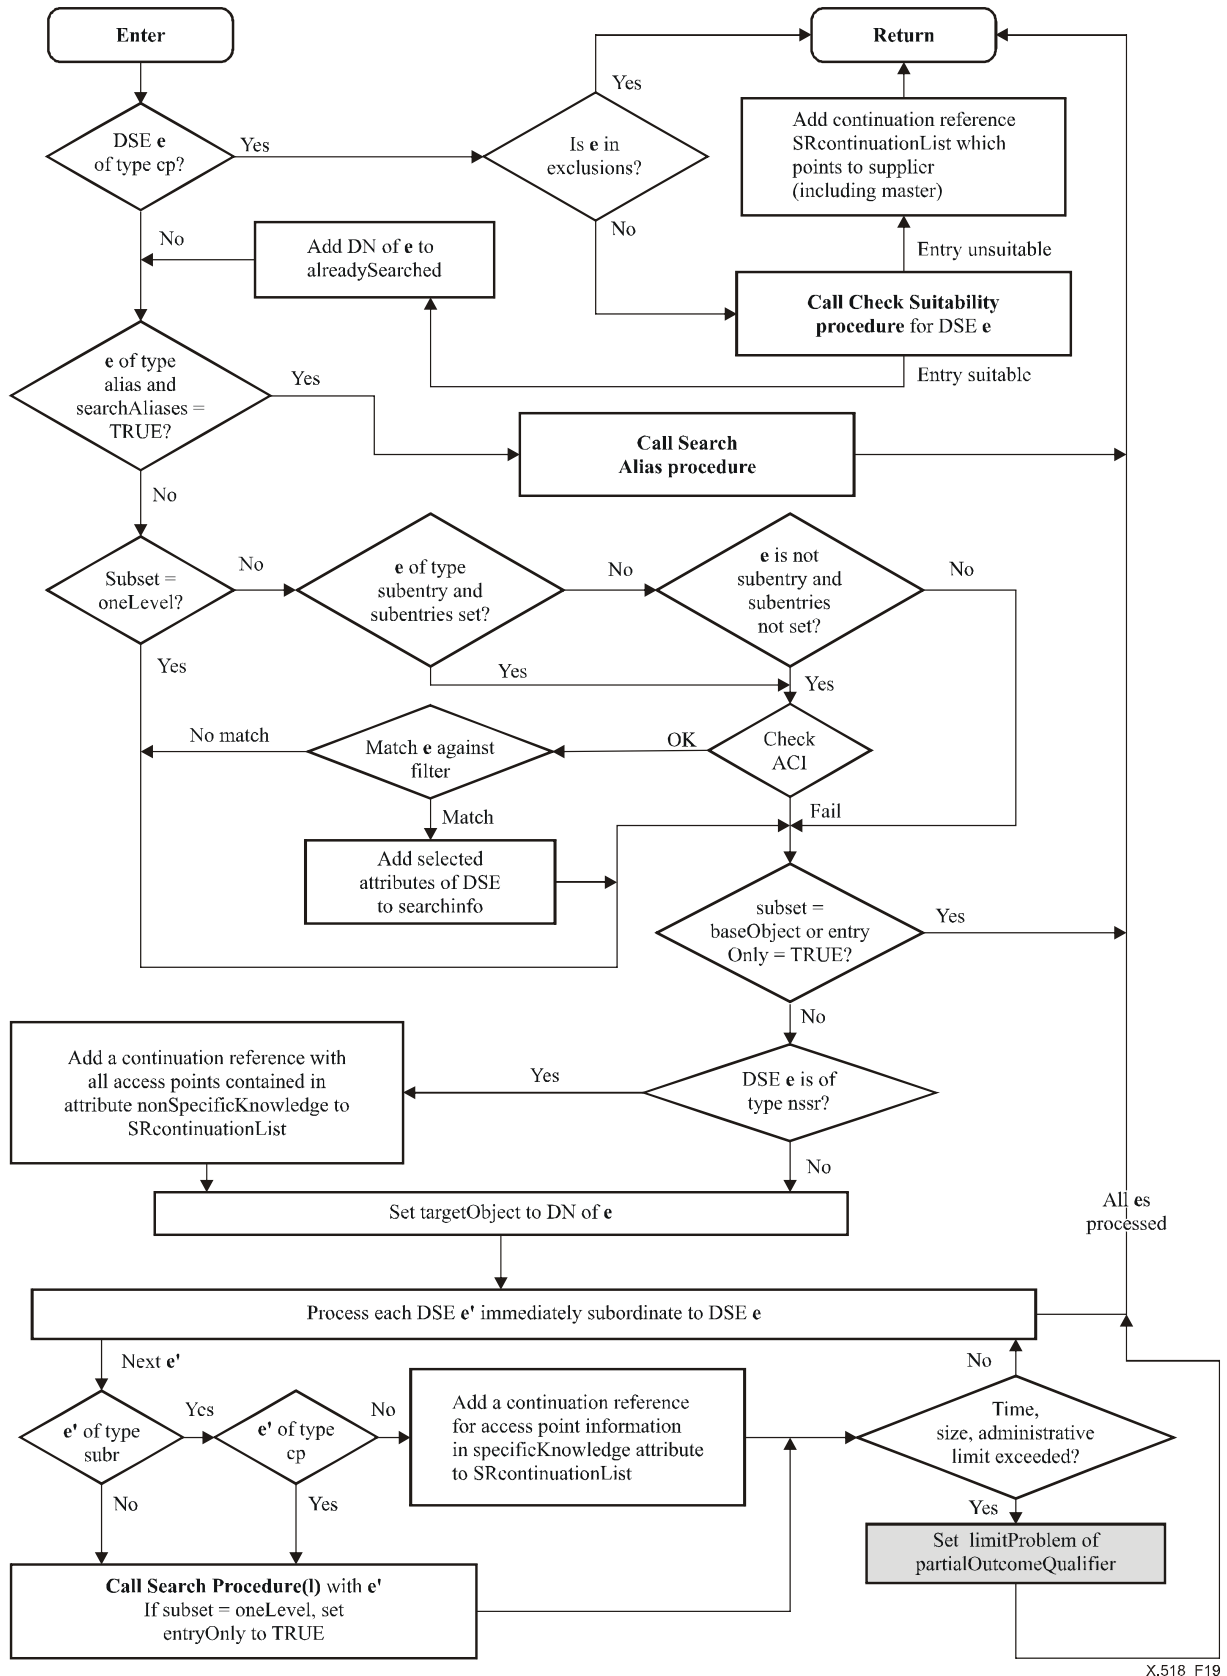 Enter
Return
Yes
DSE e
of type cp?
Yes
Is e in
exclusions?
Add continuation reference
SRcontinuationList which
points to supplier
(including master)
No
No
Add DN of e to
alreadySearched
Entry unsuitable
Call Check Suitability
procedure for DSE e
Entry suitable
e of type
alias and
searchAliases =
TRUE?
Yes
Call Search
Alias procedure
No
Subset =
oneLevel?
No
e of type
subentry and
subentries set?
No
e is not
subentry and
subentries
not set?
No
Yes
Yes
Yes
No match
Match e against
filter
OK
Check
ACI
Match
Fail
Add selected
attributes of DSE
to searchinfo
subset =
baseObject or entry
Only = TRUE?
Yes
No
Add a continuation reference with
all access points contained in
attribute nonSpecificKnowledge to
SRcontinuationList
Yes
DSE e is of
type nssr?
No
Set targetObject to DN of e
All es
processed
Process each DSE e' immediately subordinate to DSE e
Next e'
No
e' of type
subr
Yes
e' of type
cp
No
Add a continuation reference
for access point information
in specificKnowledge attribute
to SRcontinuationList
Time,
size, administrative
limit exceeded?
No
Yes
Yes
Set limitProblem of
partialOutcomeQualifier
Call Search Procedure(l) with e'
If subset = oneLevel, set
entryOnly to TRUE
X.518_F19